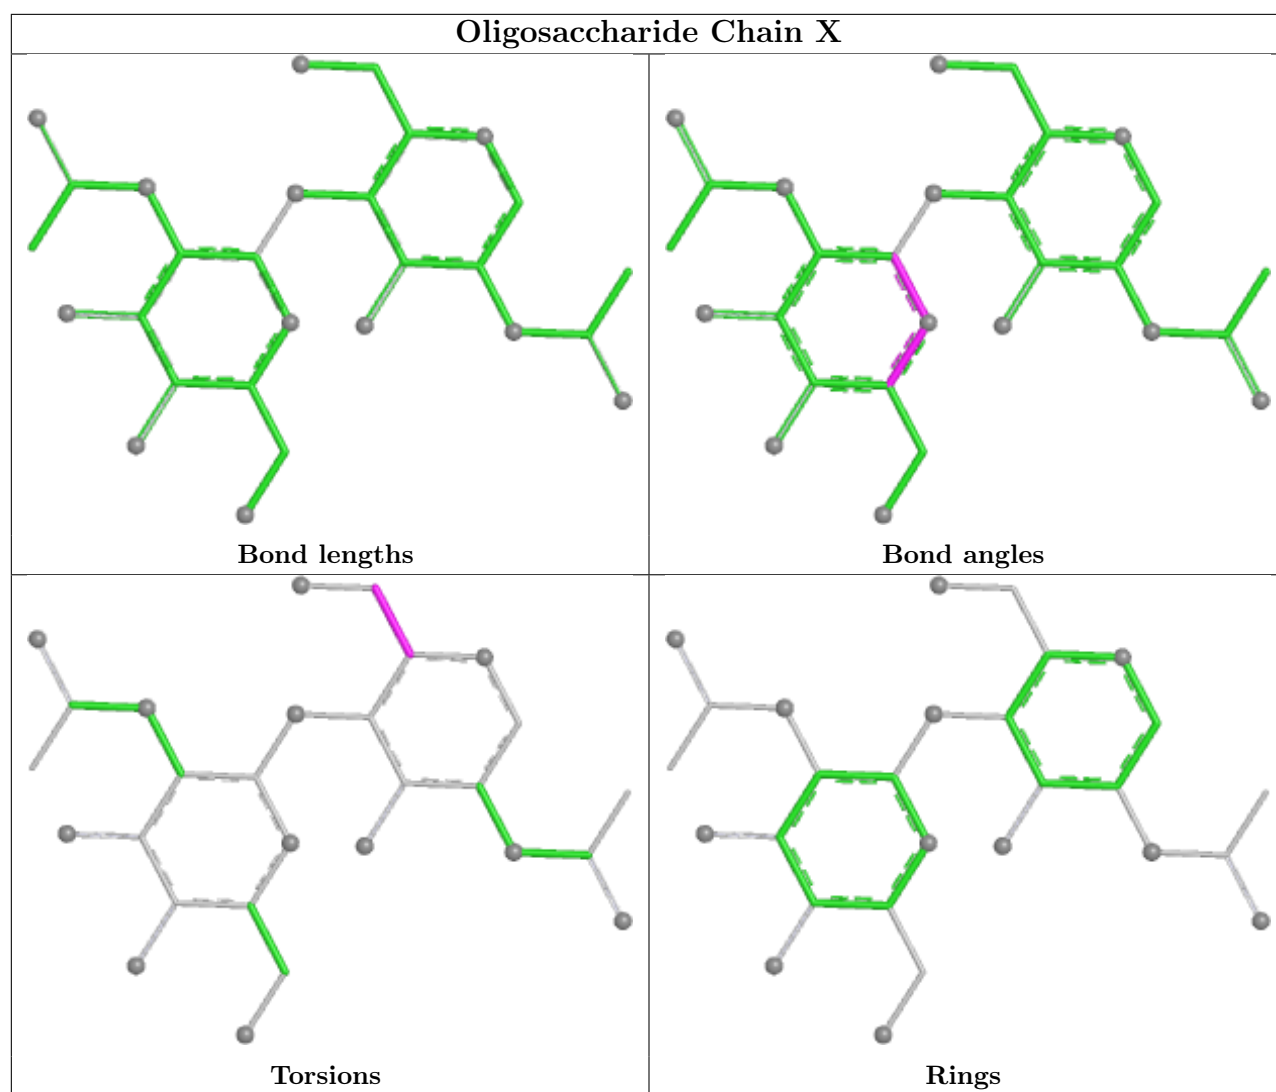 Oligosaccharide Chain X
Bond lengths
Bond angles
Torsions
Rings